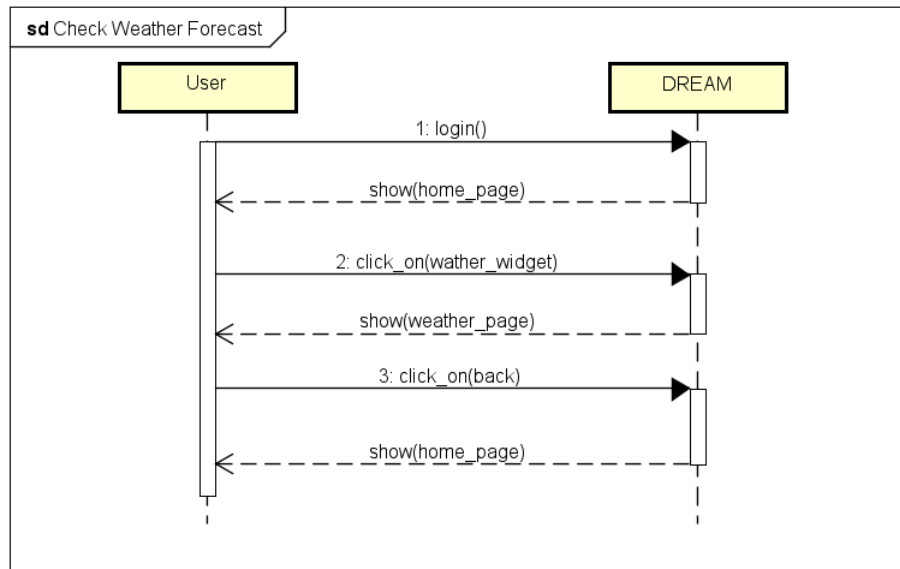 sd Check Weather Forecast
User
DREAM
1: login()
show(home_page)
2: click_on(wather_widget)
show(weather_page)
3: click_on(back)
show(home_page)